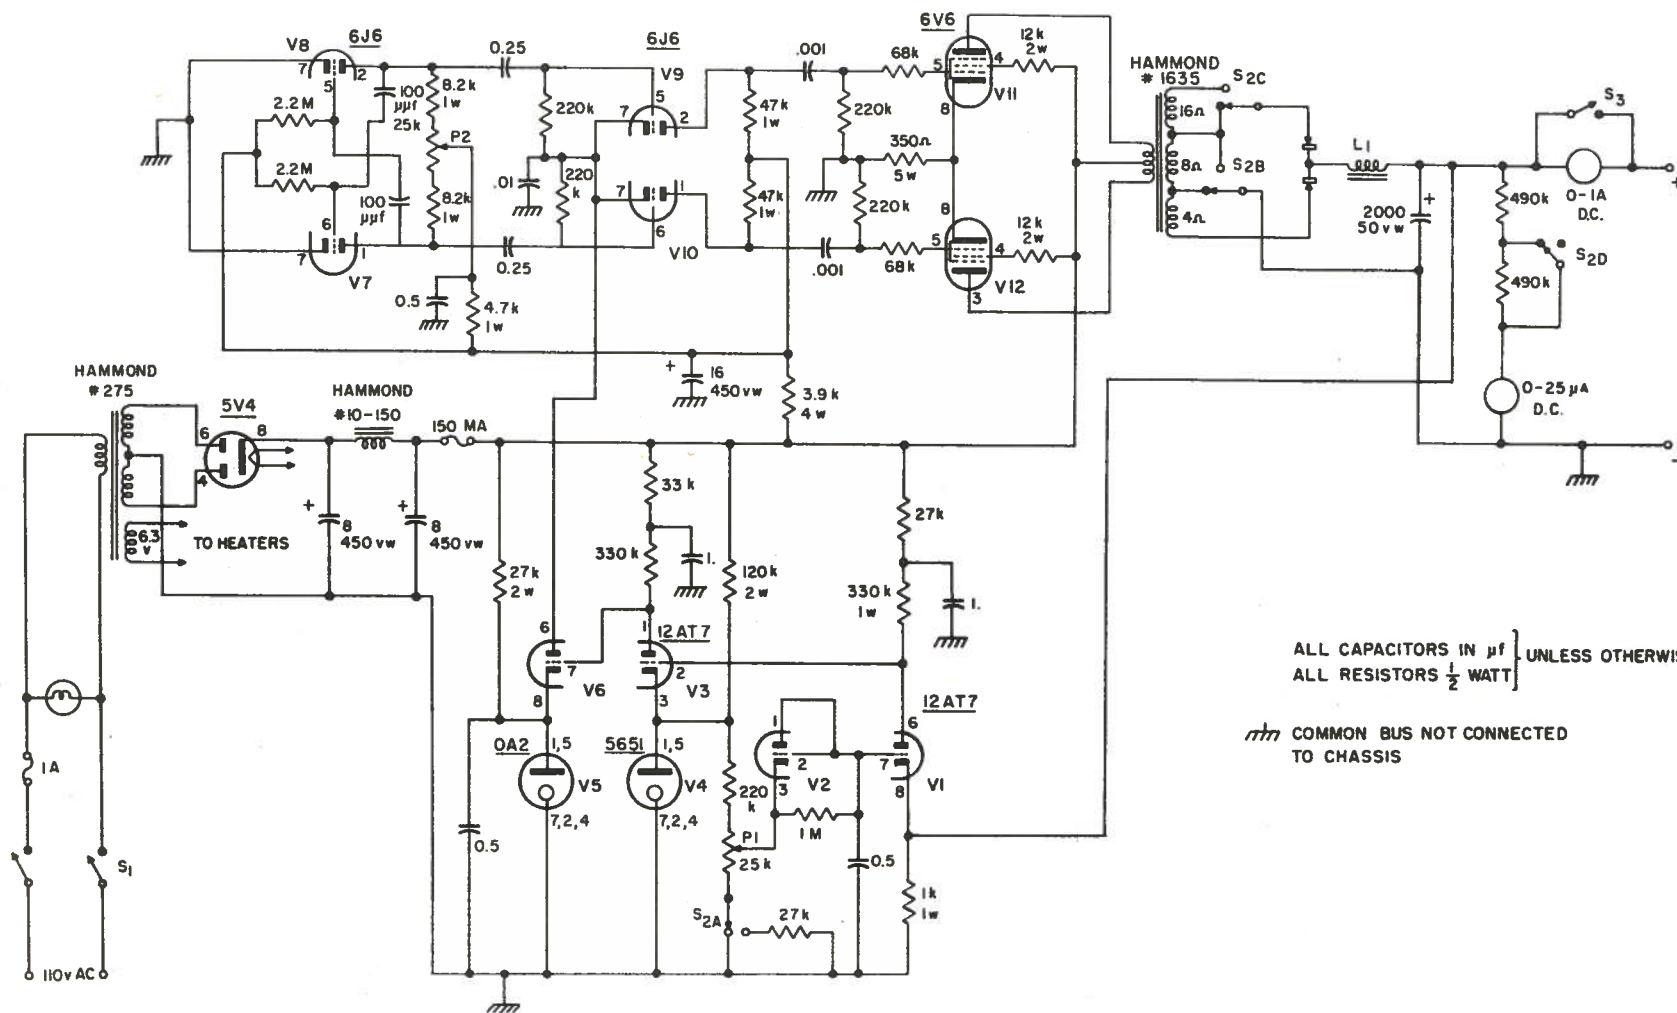 V8
6J6
7
2
5
100
μμf
25k
8.2k
1w
0.25
220k
6J6
V9
5
7
2
.001
68k
6V6
5
4
V11
8
12k
2w
HAMMOND
# 1635
S2C
16Ω
8Ω
S2B
4Ω
L1
S3
0-1A
D.C.
+
2.2M
2.2M
P2
.01
220
k
47k
1w
220k
350Ω
5w
7
1
6
V10
47k
1w
220k
8
100
μμf
8.2k
1w
6
7
1
V7
0.25
.001
68k
5
4
V12
3
12k
2w
+
2000
50vw
490k
S2D
490k
0.5
4.7k
1w
+
16
450vw
3.9k
4w
0-25μA
D.C.
-
HAMMOND
# 275
5V4
6
8
4
HAMMOND
#10-150
150 MA
6.3
v
TO HEATERS
+
8
450vw
+
8
450vw
27k
2w
33k
330k
1.
120k
2w
27k
330k
1w
1.
6
7
V6
8
1
12AT7
2
V3
3
12AT7
6
7
V1
8
1
2
V2
3
0A2
1,5
V5
7,2,4
5651
1,5
V4
7,2,4
220
k
P1
25k
1M
0.5
0.5
1k
1w
S2A
27k
1A
S1
110v AC
ALL CAPACITORS IN μf
ALL RESISTORS 1/2 WATT
UNLESS OTHERWIS
COMMON BUS NOT CONNECTED
TO CHASSIS